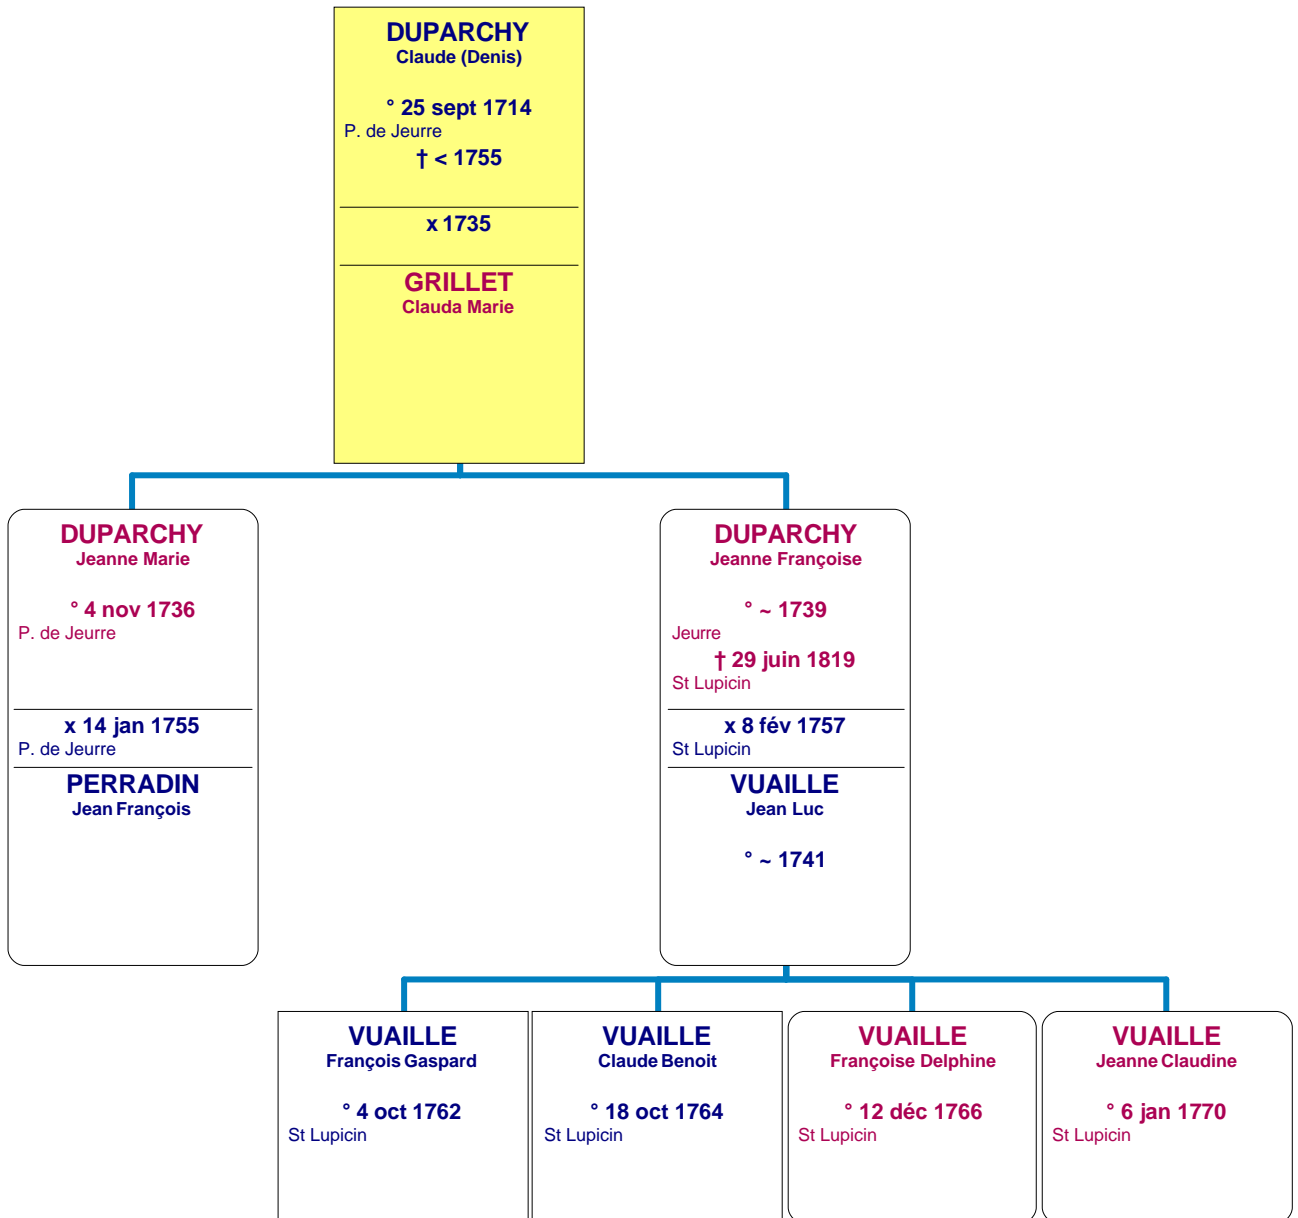 DUPARCHY
Claude (Denis)
° 25 sept 1714
P. de Jeurre
† < 1755
x 1735
GRILLET
Clauda Marie
DUPARCHY
Jeanne Marie
° 4 nov 1736
P. de Jeurre
x 14 jan 1755
P. de Jeurre
PERRADIN
Jean François
DUPARCHY
Jeanne Françoise
° ~ 1739
Jeurre
† 29 juin 1819
St Lupicin
x 8 fév 1757
St Lupicin
VUAILLE
Jean Luc
° ~ 1741
VUAILLE
François Gaspard
° 4 oct 1762
St Lupicin
VUAILLE
Claude Benoit
° 18 oct 1764
St Lupicin
VUAILLE
Françoise Delphine
° 12 déc 1766
St Lupicin
VUAILLE
Jeanne Claudine
° 6 jan 1770
St Lupicin